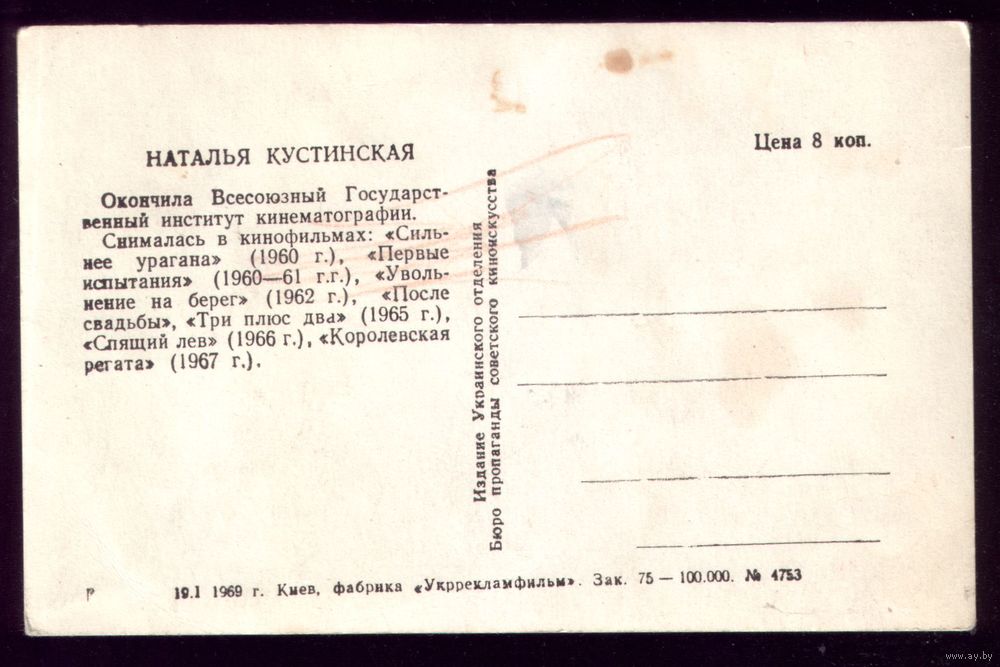 НАТАЛЬЯ КУСТИНСКАЯ
Окончила Всесоюзный Государст-
венный институт кинематографии.
Снималась в кинофильмах: «Силь-
нее урагана» (1960 г.), «Первые
испытания» (1960—61 г.г.), «Уволь-
нение на берег» (1962 г.), «После
свадьбы», «Три плюс два» (1965 г.),
«Спящий лев» (1966 г.), «Королевская
регата» (1967 г.).
Издание Украинского отделения
Бюро пропаганды советского киноискусства
Цена 8 коп.
19.I 1969 г. Киев, фабрика «Укррекламфильм». Зак. 75 — 100.000. № 4753
www.ay.by